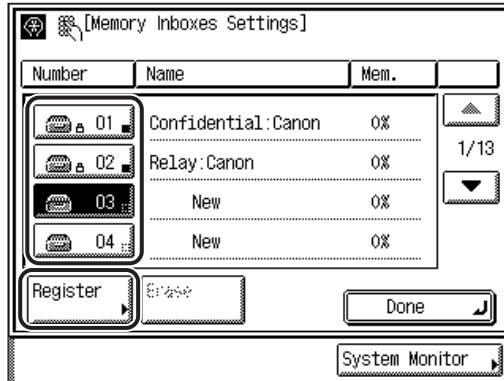 [Memory Inboxes Settings]
Number Name Mem.
01 Confidential:Canon 0%
02 Relay:Canon 0%
1/13
03 New 0%
04 New 0%
Register Erase Done
System Monitor